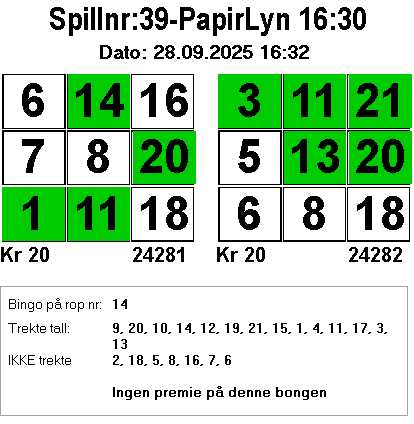 Spillnr:39-PapirLyn 16:30
Dato: 28.09.2025 16:32
6 14 16 3 11 21
7 8 20 5 13 20
1 11 18 6 8 18
Kr 20 24281 Kr 20 24282
Bingo på rop nr: 14
Trekte tall: 9, 20, 10, 14, 12, 19, 21, 15, 1, 4, 11, 17, 3,
13
IKKE trekte 2, 18, 5, 8, 16, 7, 6
Ingen premie på denne bongen